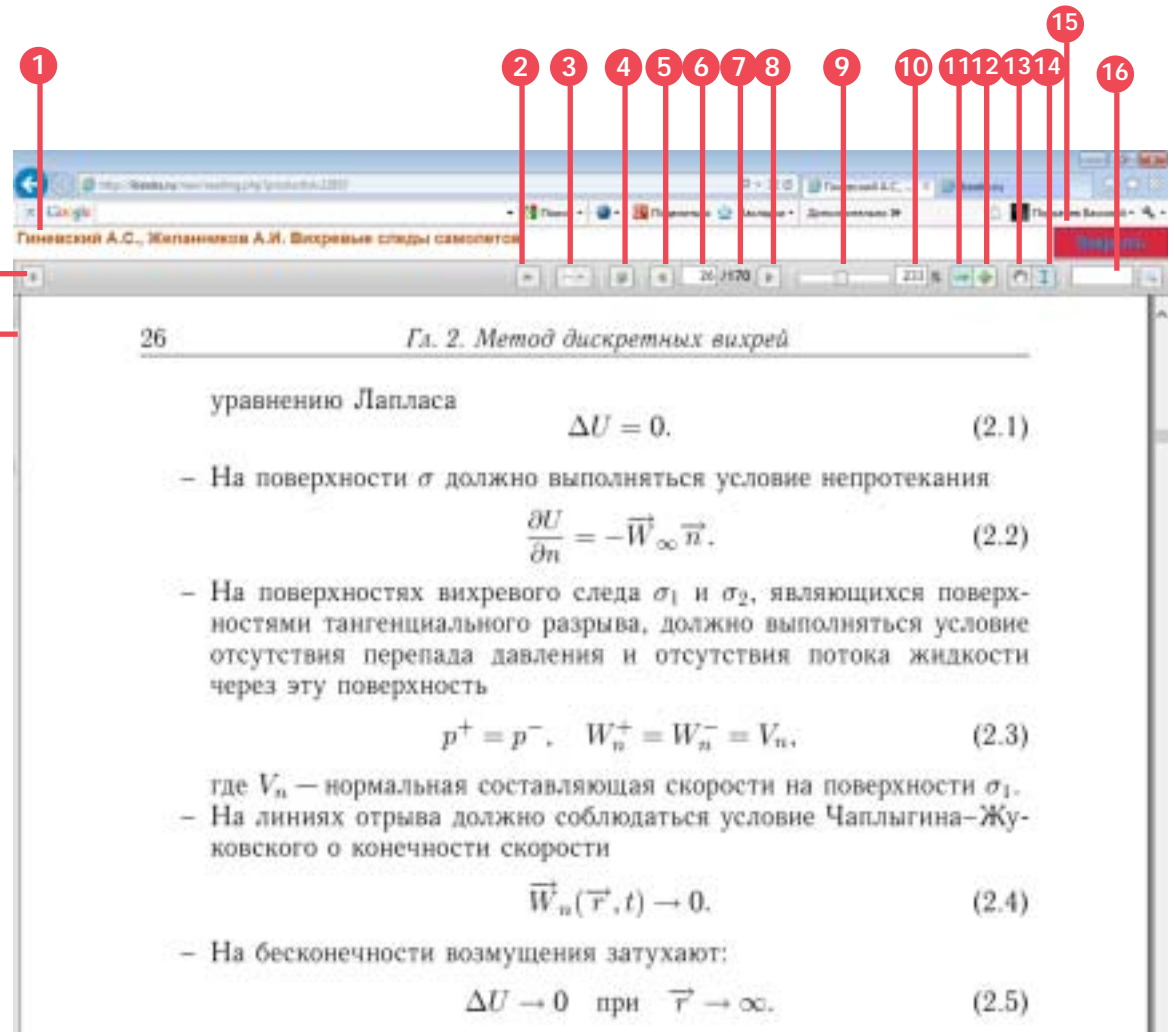 15
1 2 3 4 5 6 7 8 9 10 11 12 13 14 16
Google
Гиневский А.С., Желанников А.И. Вихревые следы самолетов
Закрыть
26 /170 233 %
26 Гл. 2. Метод дискретных вихрей
уравнению Лапласа
ΔU = 0. (2.1)
– На поверхности σ должно выполняться условие непротекания
∂U/∂n = −W⃗∞ n⃗. (2.2)
– На поверхностях вихревого следа σ₁ и σ₂, являющихся поверх-
ностями тангенциального разрыва, должно выполняться условие
отсутствия перепада давления и отсутствия потока жидкости
через эту поверхность
p⁺ = p⁻, Wₙ⁺ = Wₙ⁻ = Vₙ, (2.3)
где Vₙ — нормальная составляющая скорости на поверхности σ₁.
– На линиях отрыва должно соблюдаться условие Чаплыгина–Жу-
ковского о конечности скорости
W⃗ₙ(r⃗, t) → 0. (2.4)
– На бесконечности возмущения затухают:
ΔU → 0 при r⃗ → ∞. (2.5)